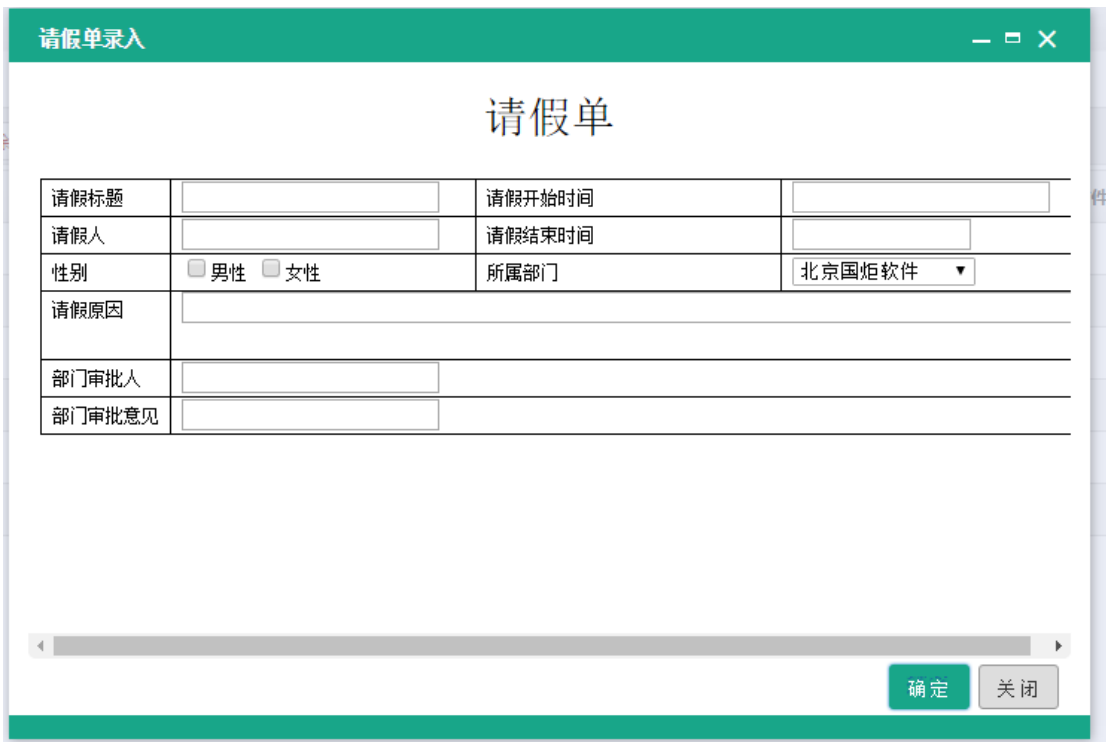 请假单录入
请假单
请假标题 请假开始时间
请假人 请假结束时间
性别 男性 女性 所属部门 北京国炬软件
请假原因
部门审批人
部门审批意见
确定 关闭
件